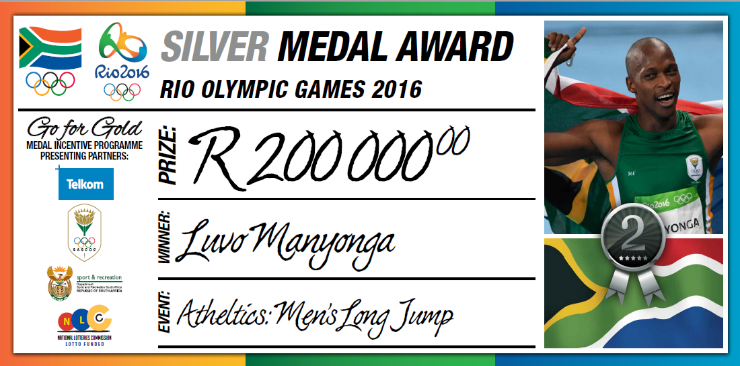 SILVER MEDAL AWARD
RIO OLYMPIC GAMES 2016
Rio2016
Go for Gold
MEDAL INCENTIVE PROGRAMME
PRESENTING PARTNERS:
Telkom
SASCOC
sport & recreation
Department:
Sport and Recreation South Africa
REPUBLIC OF SOUTH AFRICA
NLC
NATIONAL LOTTERIES COMMISSION
LOTTO FUNDED
PRIZE: R 200 000 00
WINNER: Luvo Manyonga
EVENT: Atheltics: Men's Long Jump
Rio2016
YONGA
2